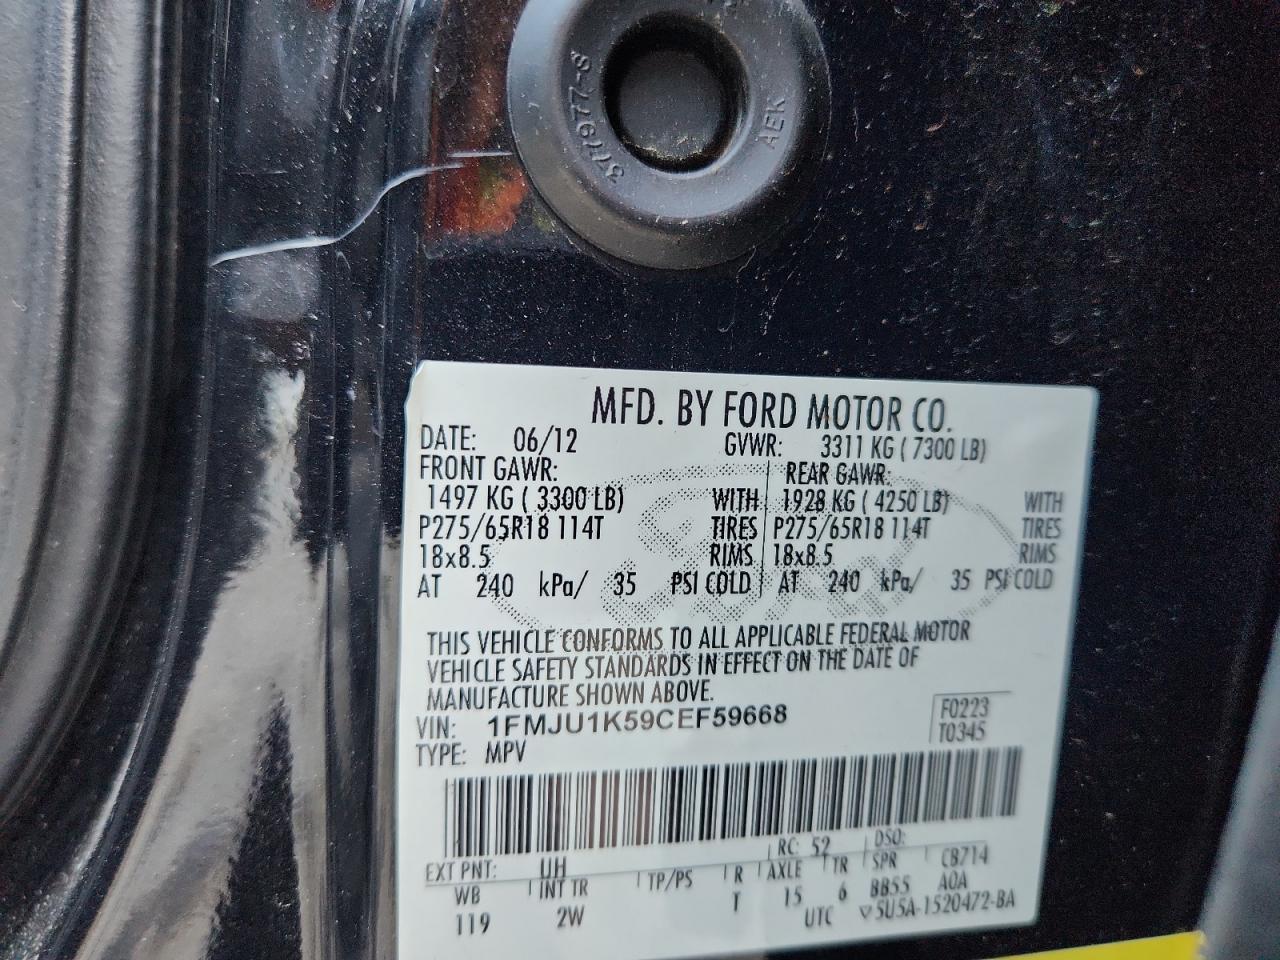 377977-8
AEK
MFD. BY FORD MOTOR CO.
DATE: 06/12 GVWR: 3311 KG ( 7300 LB)
FRONT GAWR: REAR GAWR:
1497 KG ( 3300 LB) WITH 1928 KG ( 4250 LB) WITH
P275/65R18 114T TIRES P275/65R18 114T TIRES
18x8.5 RIMS 18x8.5 RIMS
AT 240 kPa/ 35 PSI COLD AT 240 kPa/ 35 PSI COLD
THIS VEHICLE CONFORMS TO ALL APPLICABLE FEDERAL MOTOR
VEHICLE SAFETY STANDARDS IN EFFECT ON THE DATE OF
MANUFACTURE SHOWN ABOVE.
VIN: 1FMJU1K59CEF59668 F0223
TYPE: MPV T0345
EXT PNT: UH RC: 52 DSO:
WB INT TR TP/PS R AXLE TR SPR CB714
119 2W T 15 6 BB55 A0A
UTC ▽5U5A-1520472-BA